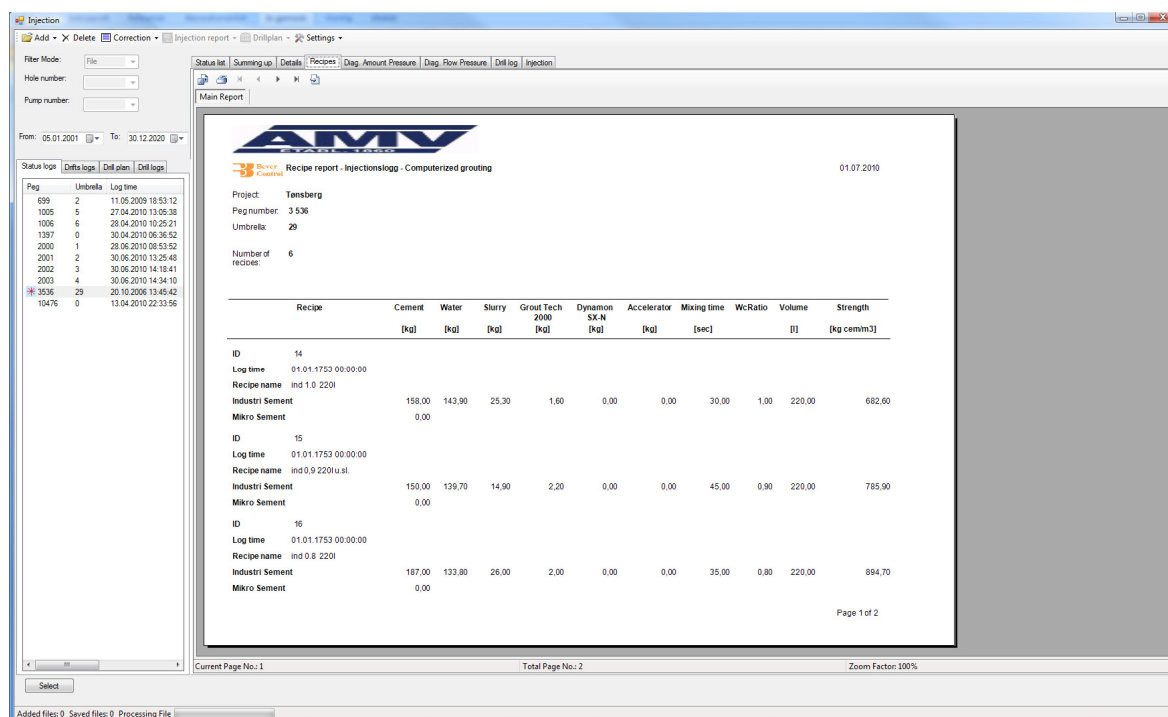 Injection
Add Delete Correction Injection report Drillplan Settings
Filter Mode: File
Hole number:
Pump number:
From: 05.01.2001 To: 30.12.2020
Status logs Drifts logs Drill plan Drill logs
Peg Umbrella Log time
699 2 11.05.2009 18:53:12
1005 5 27.04.2010 13:05:38
1006 6 28.04.2010 10:25:21
1397 0 30.04.2010 06:36:52
2000 1 28.06.2010 08:53:52
2001 2 30.06.2010 13:25:48
2002 3 30.06.2010 14:18:41
2003 4 30.06.2010 14:34:10
3536 29 20.10.2006 13:45:42
10476 0 13.04.2010 22:33:56
Select
Status list Summing up Details Recipes Diag. Amount Pressure Diag. Flow Pressure Drill log Injection
Main Report
AMV
ETABL. 1860
Bever Control Recipe report - Injectionslogg - Computerized grouting 01.07.2010
Project: Tønsberg
Peg number: 3 536
Umbrella: 29
Number of recipes: 6
Recipe Cement Water Slurry Grout Tech 2000 Dynamon SX-N Accelerator Mixing time WcRatio Volume Strength
[kg] [kg] [kg] [kg] [kg] [kg] [sec] [l] [kg cem/m3]
ID 14
Log time 01.01.1753 00:00:00
Recipe name ind 1.0 220l
Industri Sement 158,00 143,90 25,30 1,60 0,00 0,00 30,00 1,00 220,00 682,60
Mikro Sement 0,00
ID 15
Log time 01.01.1753 00:00:00
Recipe name ind 0,9 220l u.sl.
Industri Sement 150,00 139,70 14,90 2,20 0,00 0,00 45,00 0,90 220,00 785,90
Mikro Sement 0,00
ID 16
Log time 01.01.1753 00:00:00
Recipe name ind 0.8 220l
Industri Sement 187,00 133,80 26,00 2,00 0,00 0,00 35,00 0,80 220,00 894,70
Mikro Sement 0,00
Page 1 of 2
Current Page No.: 1 Total Page No.: 2 Zoom Factor: 100%
Added files: 0 Saved files: 0 Processing File